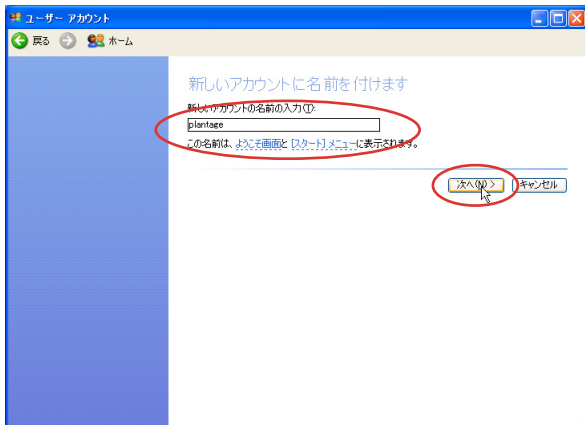 ユーザー アカウント
戻る ホーム
新しいアカウントに名前を付けます
新しいアカウントの名前の入力(T):
plantage
この名前は、ようこそ画面と [スタート] メニューに表示されます。
次へ(N) > キャンセル